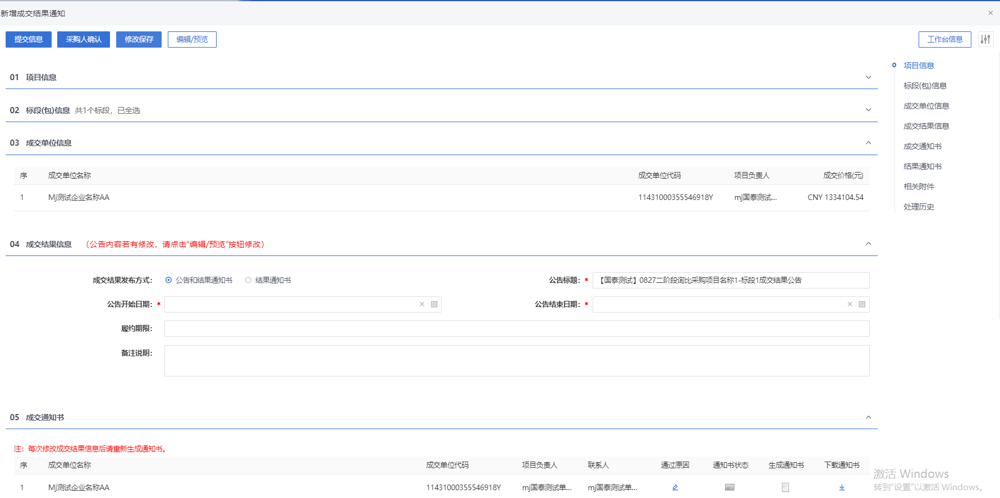 新增成交结果通知
提交信息 采购人确认 修改保存 编辑/预览 工作台信息
01 项目信息
02 标段(包)信息 共1个标段，已全选
03 成交单位信息
序 成交单位名称 成交单位代码 项目负责人 成交价格(元)
1 Mj测试企业名称AA 11431000355546918Y mj国泰测试... CNY 1334104.54
04 成交结果信息 （公告内容若有修改，请点击“编辑/预览”按钮修改）
成交结果发布方式： 公告和结果通知书 结果通知书 公告标题： * 【国泰测试】0827二阶段询比采购项目名称1-标段1成交结果公告
公告开始日期： * 公告结束日期： *
履约期限：
备注说明：
05 成交通知书
注：每次修改成交结果信息后请重新生成通知书。
序 成交单位名称 成交单位代码 项目负责人 联系人 通过原因 通知书状态 生成通知书 下载通知书
1 Mj测试企业名称AA 11431000355546918Y mj国泰测试单... mj国泰测试单...
项目信息
标段(包)信息
成交单位信息
成交结果信息
成交通知书
结果通知书
相关附件
处理历史
激活 Windows
转到“设置”以激活 Windows。